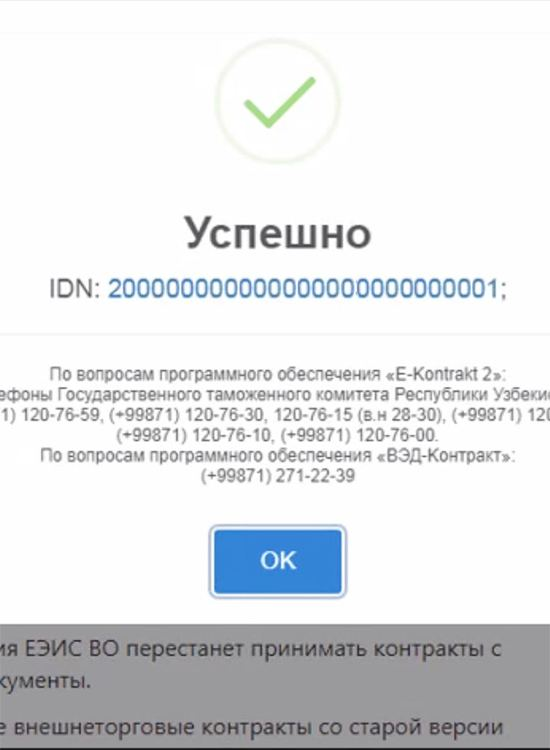 Успешно
IDN: 200000000000000000000000001;
По вопросам программного обеспечения «E-Kontrakt 2»:
ефоны Государственного таможенного комитета Республики Узбекис
1) 120-76-59, (+99871) 120-76-30, 120-76-15 (в.н 28-30), (+99871) 120
(+99871) 120-76-10, (+99871) 120-76-00.
По вопросам программного обеспечения «ВЭД-Контракт»:
(+99871) 271-22-39
OK
ия ЕЭИС ВО перестанет принимать контракты с
кументы.
е внешнеторговые контракты со старой версии